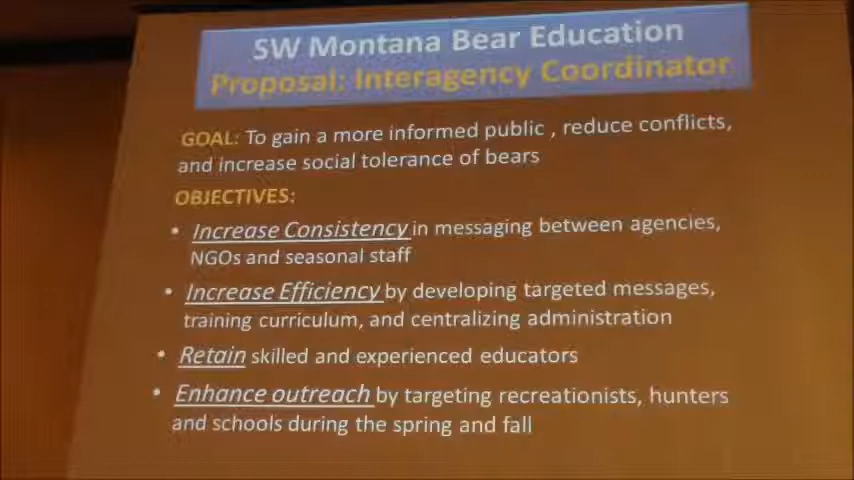 SW Montana Bear Education
Proposal: Interagency Coordinator
GOAL: To gain a more informed public , reduce conflicts,
and increase social tolerance of bears
OBJECTIVES:
• Increase Consistency in messaging between agencies,
NGOs and seasonal staff
• Increase Efficiency by developing targeted messages,
training curriculum, and centralizing administration
• Retain skilled and experienced educators
• Enhance outreach by targeting recreationists, hunters
and schools during the spring and fall